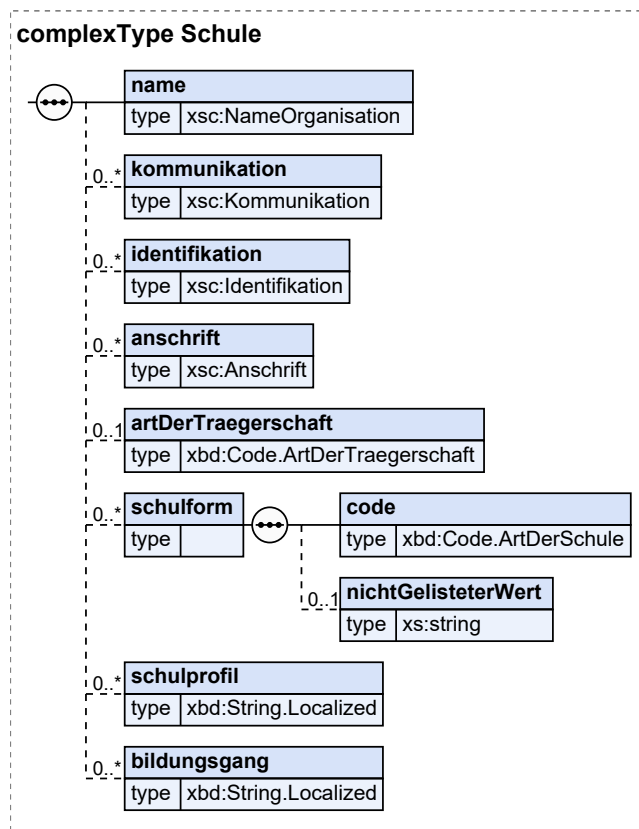 complexType Schule
name
type xsc:NameOrganisation
0..* kommunikation
type xsc:Kommunikation
0..* identifikation
type xsc:Identifikation
0..* anschrift
type xsc:Anschrift
0..1 artDerTraegerschaft
type xbd:Code.ArtDerTraegerschaft
0..* schulform
type
code
type xbd:Code.ArtDerSchule
0..1 nichtGelisteterWert
type xs:string
0..* schulprofil
type xbd:String.Localized
0..* bildungsgang
type xbd:String.Localized